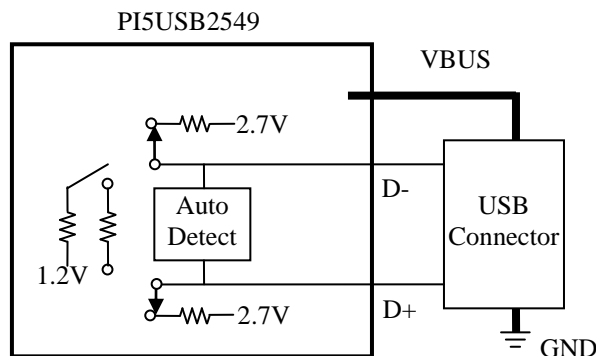 PI5USB2549
VBUS
2.7V
D-
Auto
Detect
USB
Connector
1.2V
2.7V
D+
GND